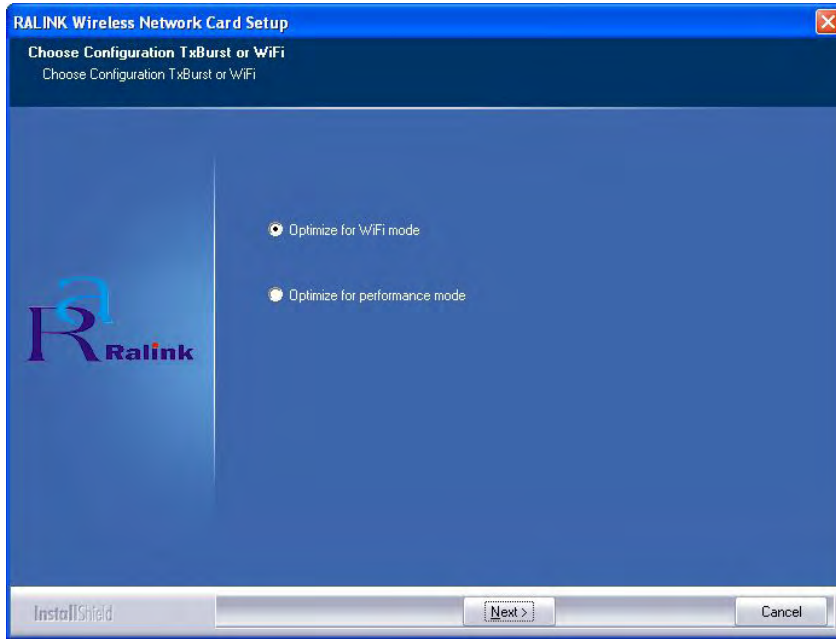 RALINK Wireless Network Card Setup
Choose Configuration TxBurst or WiFi
Choose Configuration TxBurst or WiFi
Optimize for WiFi mode
Optimize for performance mode
Ra
Ralink
InstallShield
Next >
Cancel